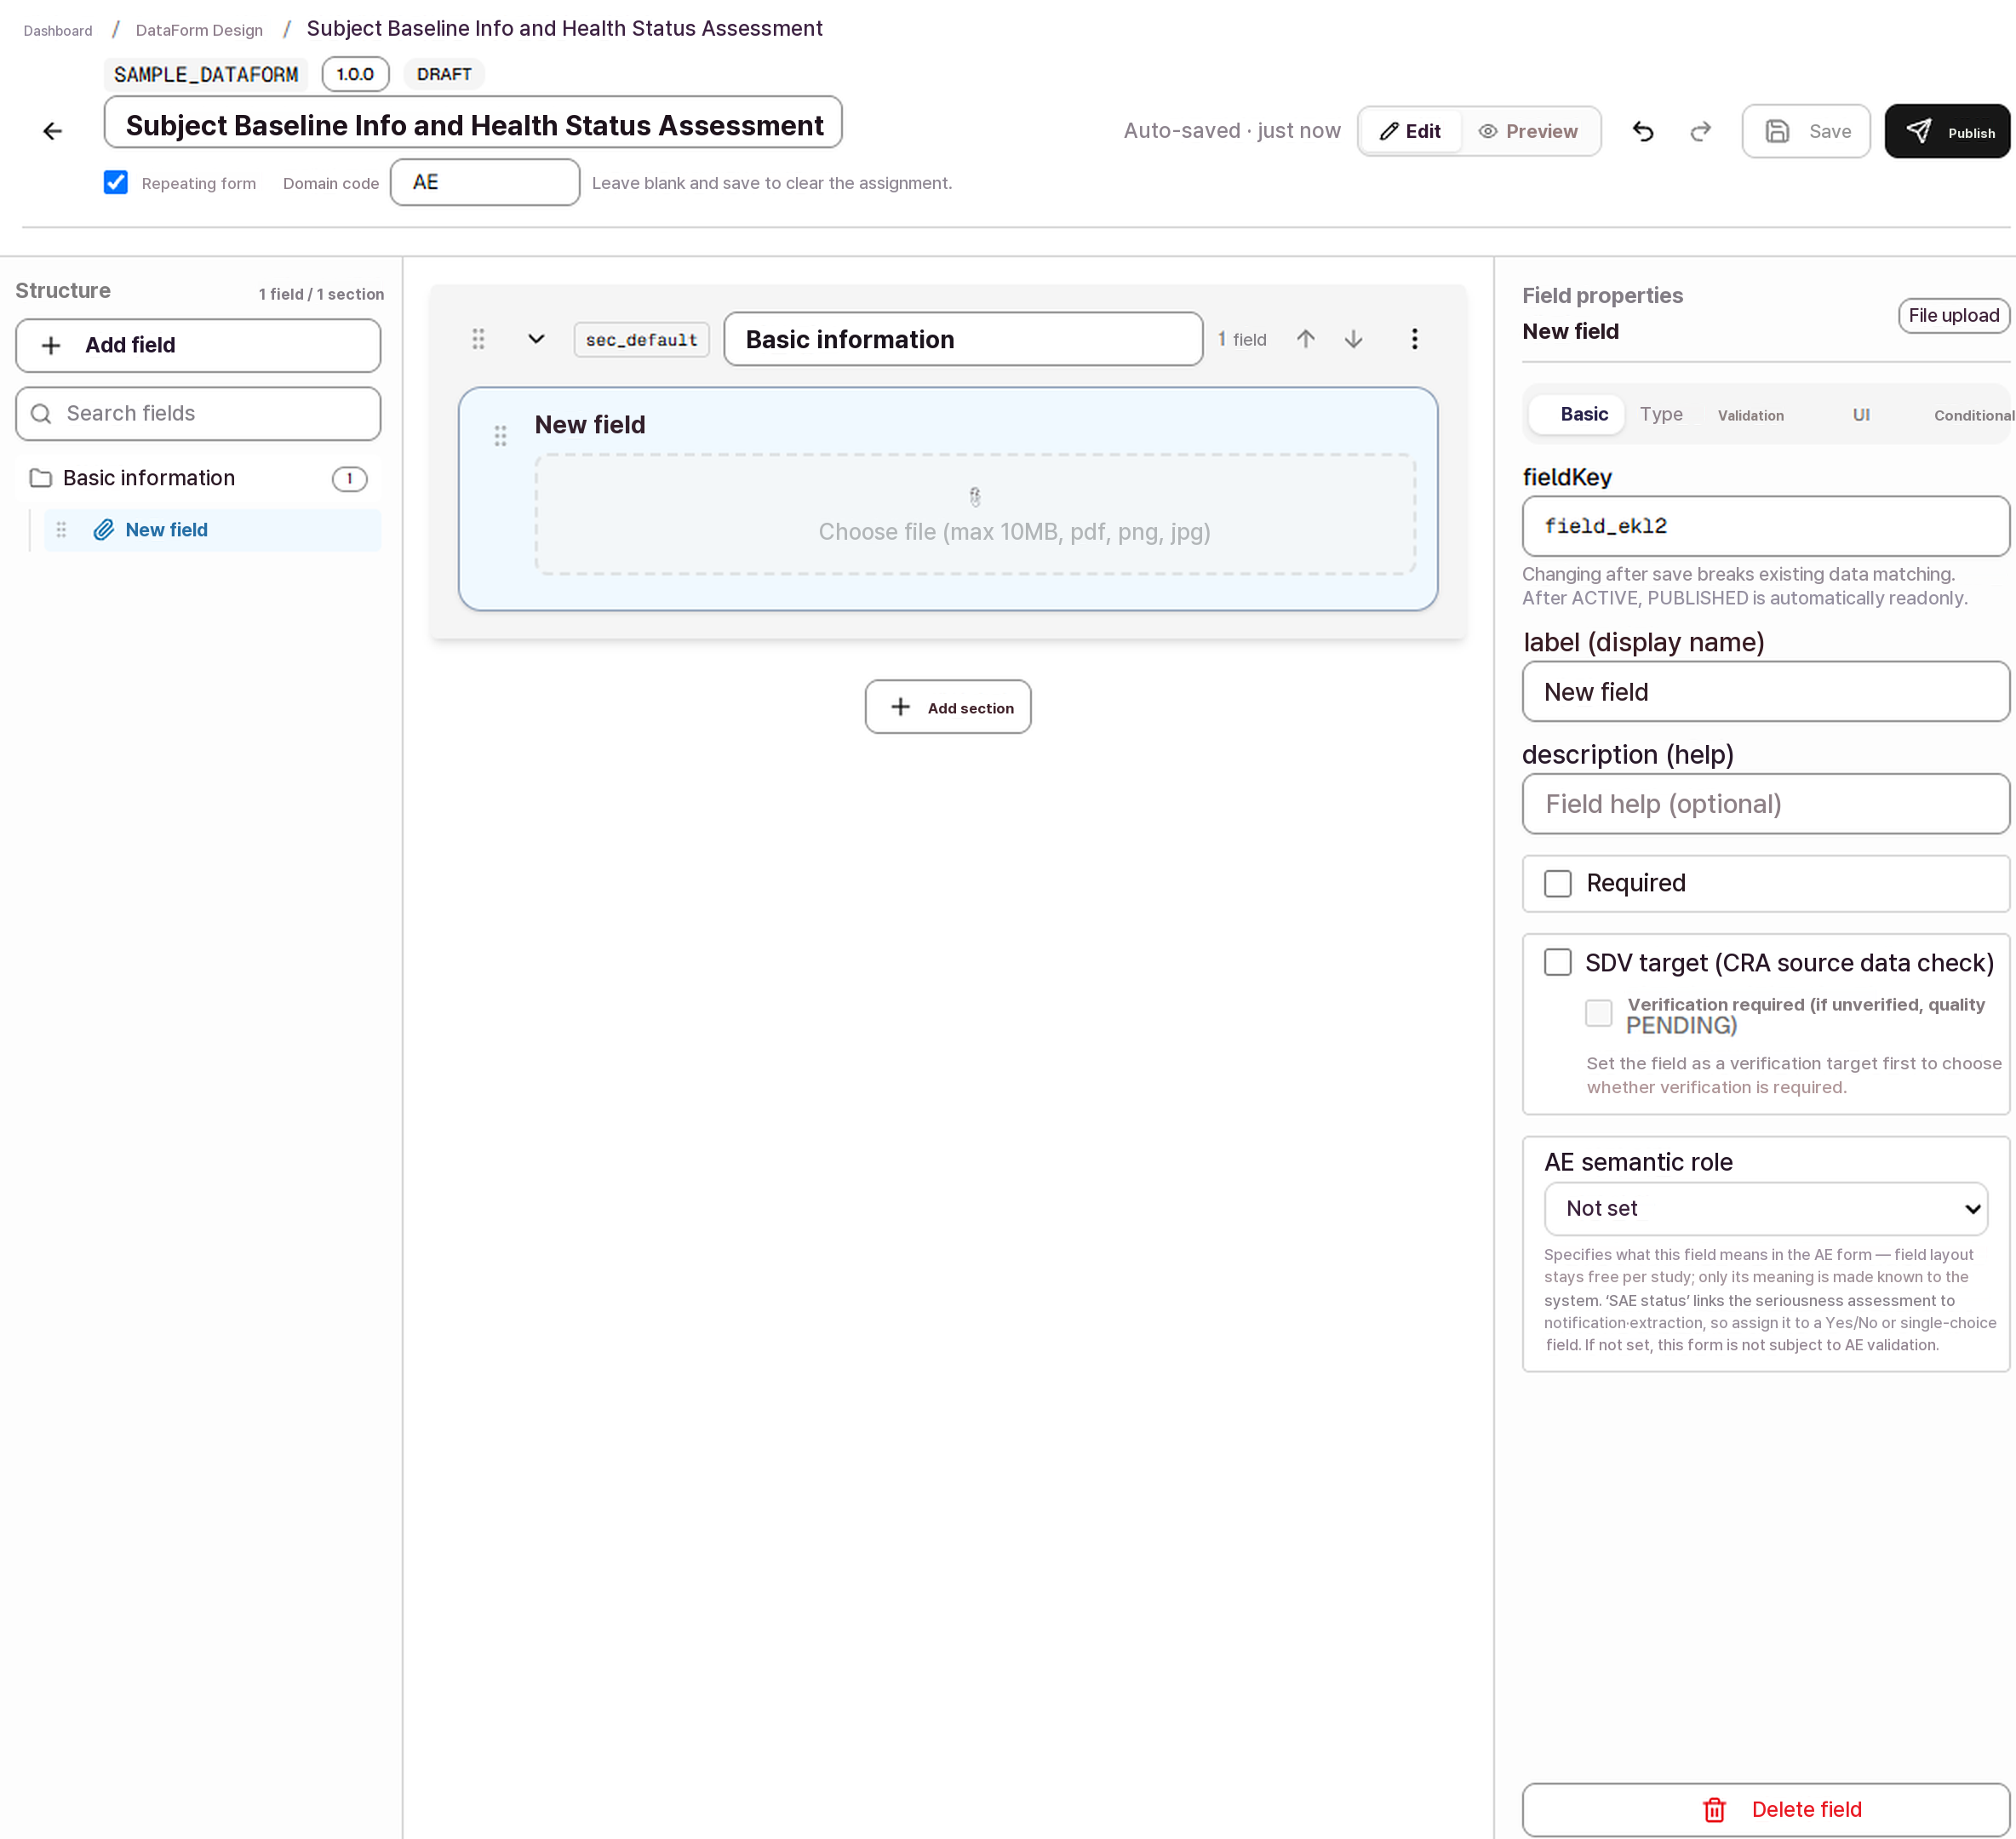 Dashboard / DataForm Design / Subject Baseline Info and Health Status Assessment
SAMPLE_DATAFORM 1.0.0 DRAFT
Subject Baseline Info and Health Status Assessment
Auto-saved · just now Edit Preview Save Publish
Repeating form Domain code AE Leave blank and save to clear the assignment.
Structure 1 field / 1 section
Add field
Search fields
Basic information 1
New field
sec_default Basic information 1 field
New field
Choose file (max 10MB, pdf, png, jpg)
Add section
Field properties
New field
File upload
Basic Type Validation UI Conditional
fieldKey
field_ekl2
Changing after save breaks existing data matching.
After ACTIVE, PUBLISHED is automatically readonly.
label (display name)
New field
description (help)
Field help (optional)
Required
SDV target (CRA source data check)
Verification required (if unverified, quality
PENDING)
Set the field as a verification target first to choose
whether verification is required.
AE semantic role
Not set
Specifies what this field means in the AE form — field layout
stays free per study; only its meaning is made known to the
system. ‘SAE status’ links the seriousness assessment to
notification·extraction, so assign it to a Yes/No or single-choice
field. If not set, this form is not subject to AE validation.
Delete field